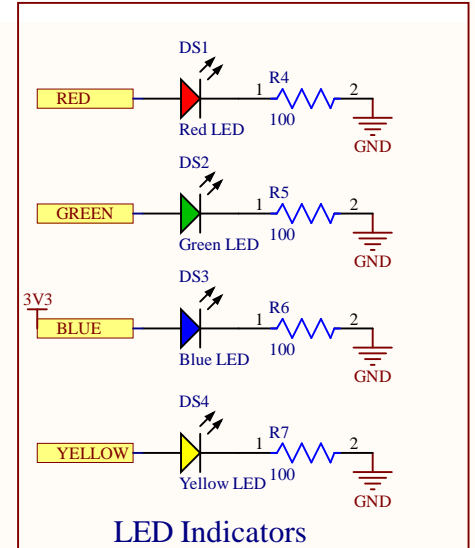 DS1
RED
1
R4
2
Red LED
100
GND
DS2
GREEN
1
R5
2
Green LED
100
GND
3V3
DS3
BLUE
1
R6
2
Blue LED
100
GND
DS4
YELLOW
1
R7
2
Yellow LED
100
GND
LED Indicators